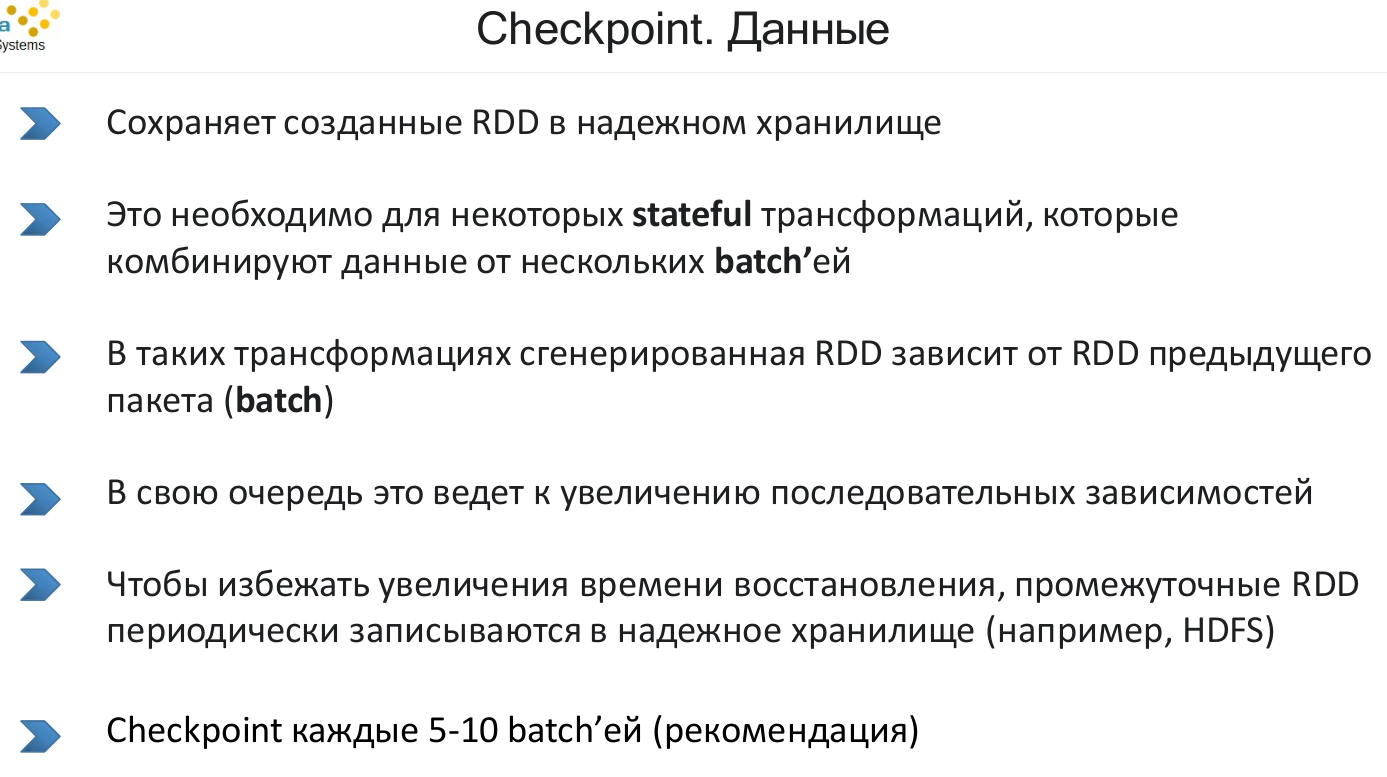 a
Systems
Checkpoint. Данные
Сохраняет созданные RDD в надежном хранилище
Это необходимо для некоторых stateful трансформаций, которые
комбинируют данные от нескольких batch’ей
В таких трансформациях сгенерированная RDD зависит от RDD предыдущего
пакета (batch)
В свою очередь это ведет к увеличению последовательных зависимостей
Чтобы избежать увеличения времени восстановления, промежуточные RDD
периодически записываются в надежное хранилище (например, HDFS)
Checkpoint каждые 5-10 batch’ей (рекомендация)